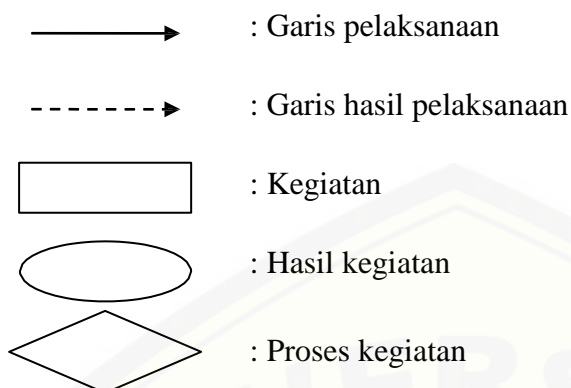 : Garis pelaksanaan
: Garis hasil pelaksanaan
: Kegiatan
: Hasil kegiatan
: Proses kegiatan